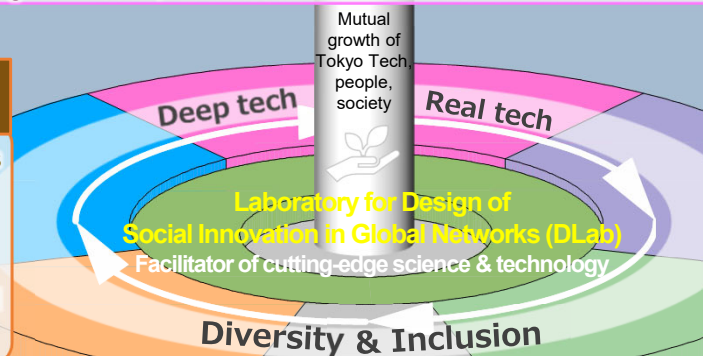 Mutual
growth of
Tokyo Tech,
people,
society
Deep tech
Real tech
Laboratory for Design of
Social Innovation in Global Networks (DLab)
Facilitator of cutting-edge science & technology
Diversity & Inclusion